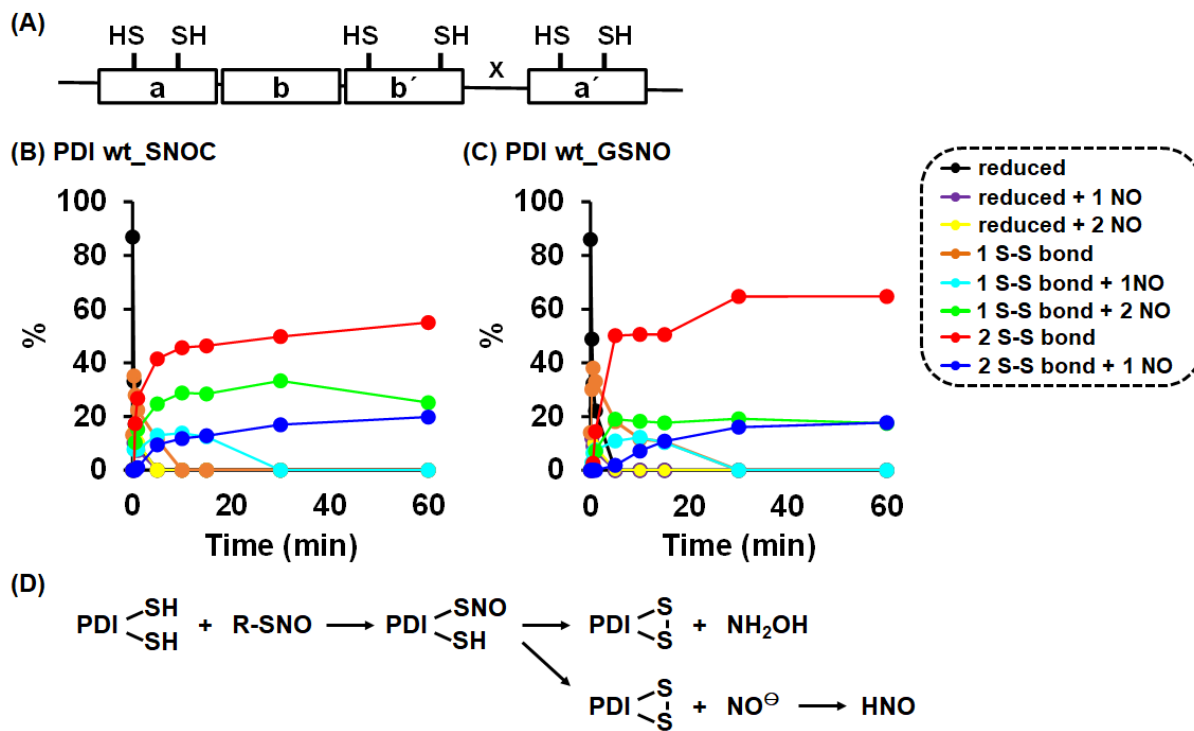 (A)
HS SH HS SH HS SH
a b b´ x a´
(B) PDI wt_SNOC
(C) PDI wt_GSNO
100
80
60
40
20
0
%
0 20 40 60
Time (min)
100
80
60
40
20
0
%
0 20 40 60
Time (min)
reduced
reduced + 1 NO
reduced + 2 NO
1 S-S bond
1 S-S bond + 1NO
1 S-S bond + 2 NO
2 S-S bond
2 S-S bond + 1 NO
(D)
PDI SH SH + R-SNO PDI SNO SH PDI S S + NH₂OH
PDI S S + NO⊖ HNO